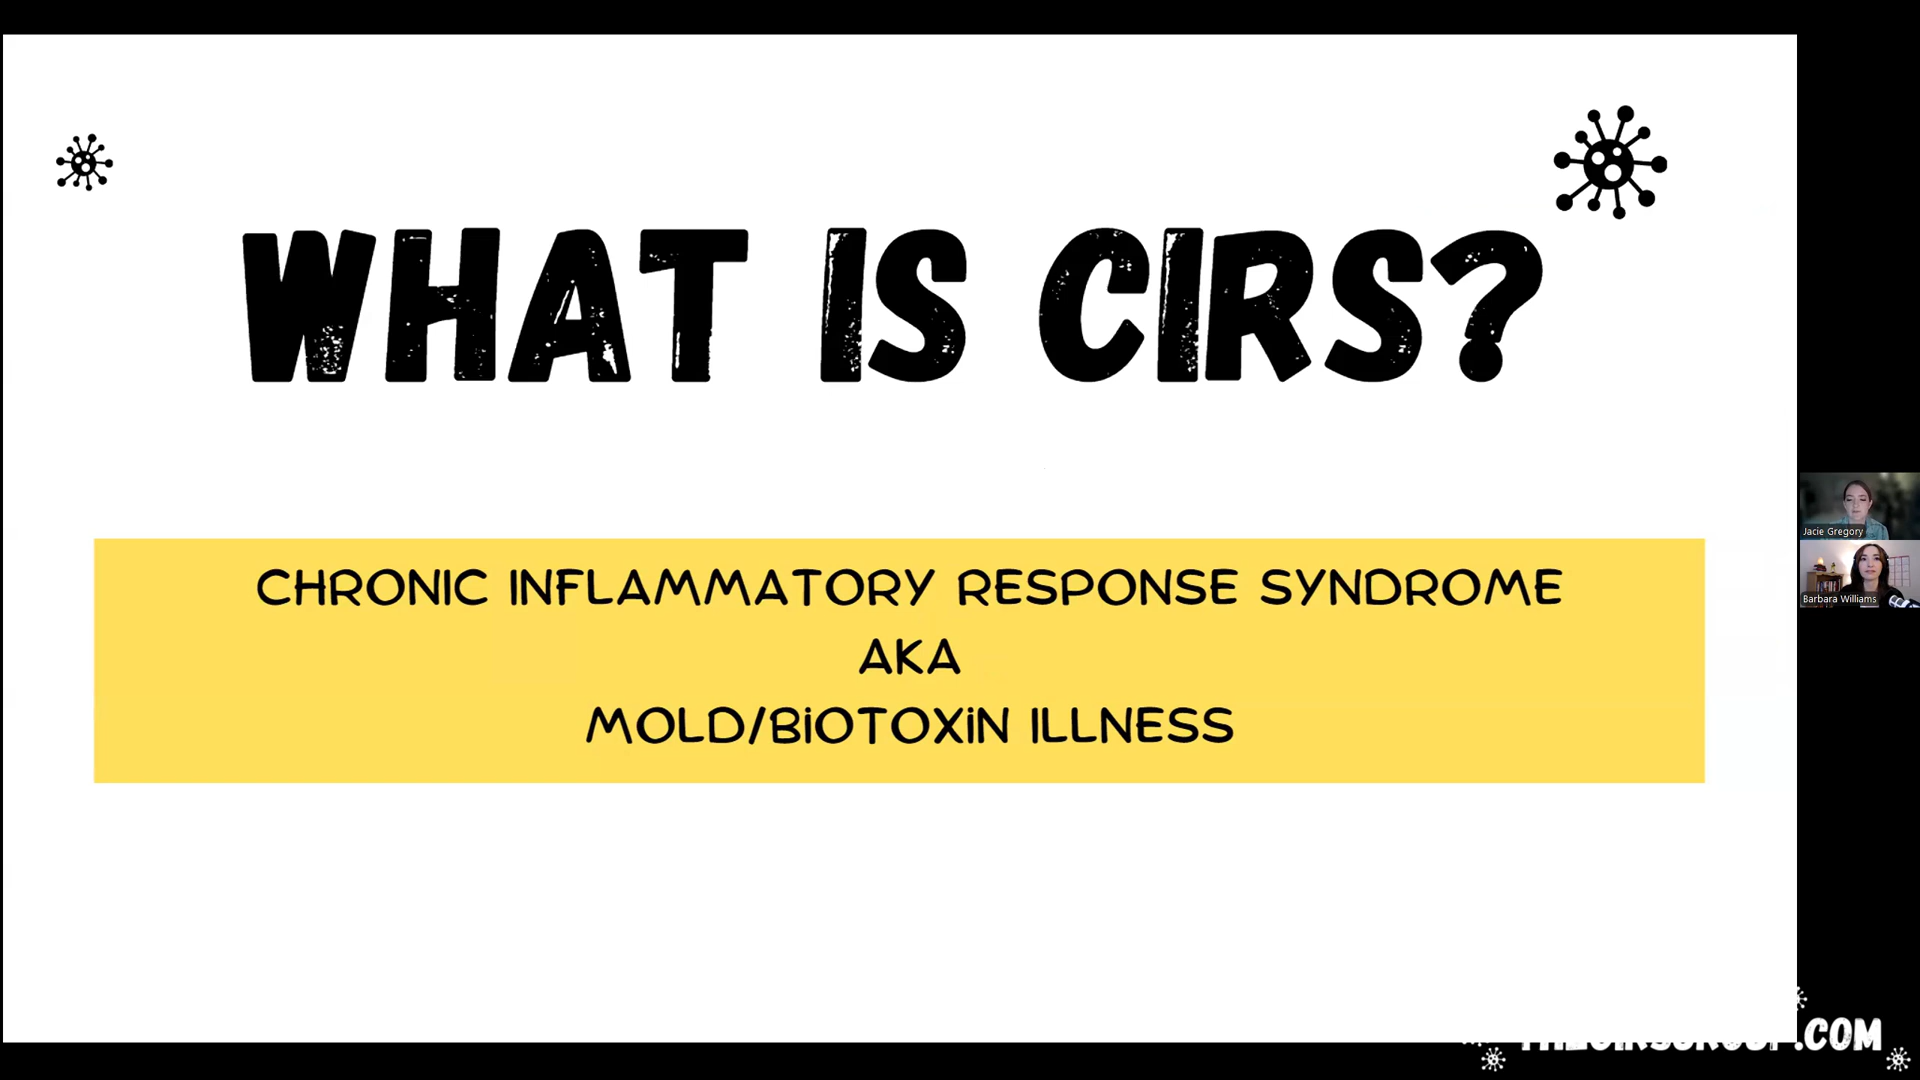 WHAT IS CIRS?
CHRONIC INFLAMMATORY RESPONSE SYNDROME
AKA
MOLD/BIOTOXIN ILLNESS
Jacie Gregory
Barbara Williams
.COM